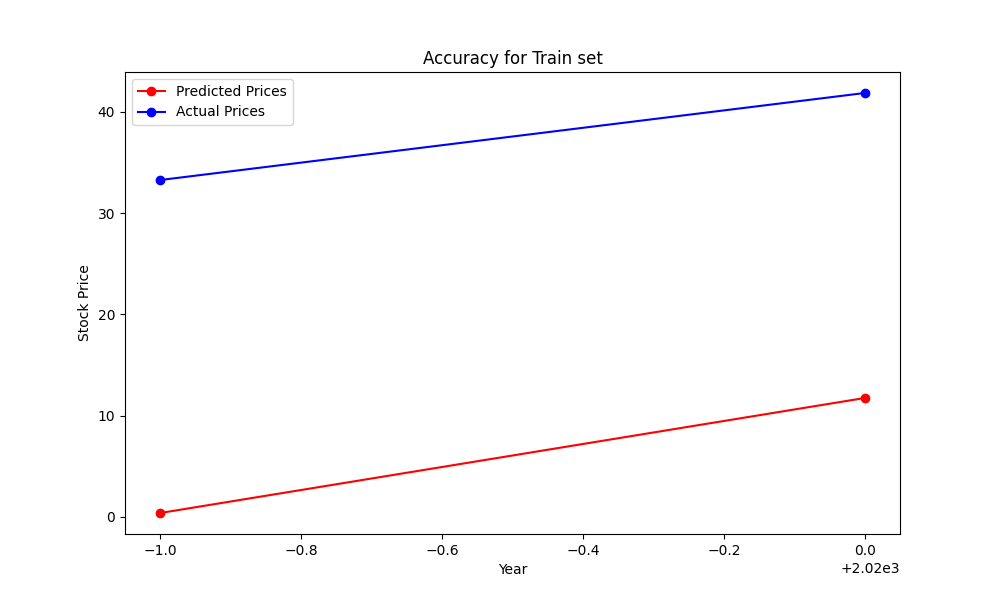 Accuracy for Train set
Predicted Prices
Actual Prices
40
30
20
10
0
Stock Price
−1.0 −0.8 −0.6 −0.4 −0.2 0.0
Year
+2.02e3